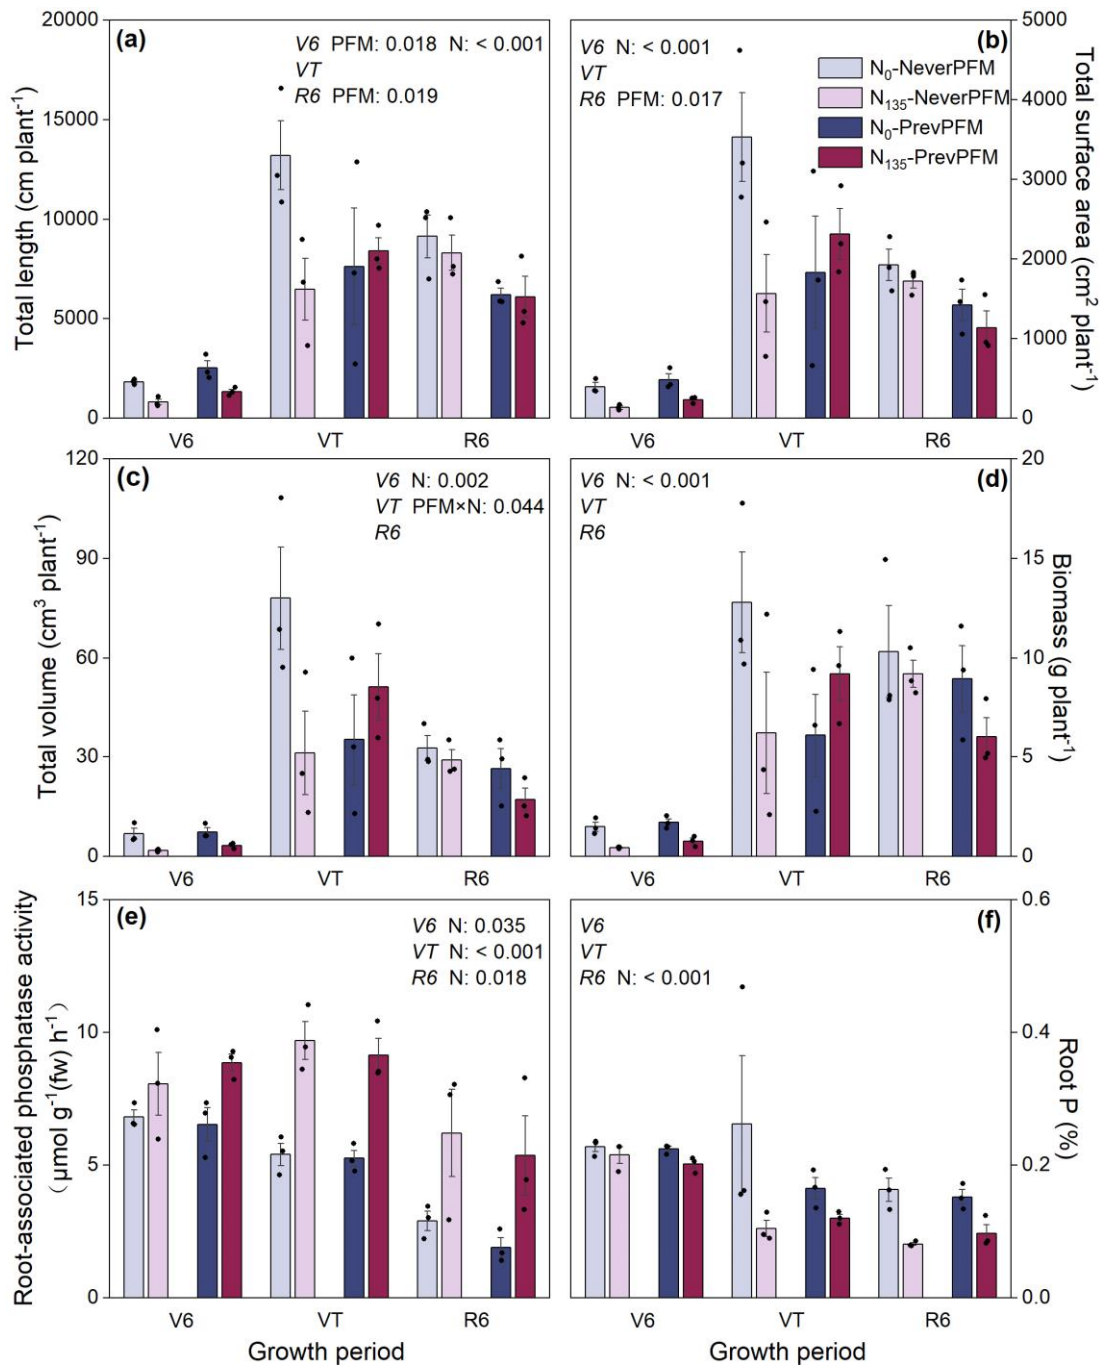 (a)
V6 PFM: 0.018 N: < 0.001
VT
R6 PFM: 0.019
20000
15000
10000
5000
0
Total length (cm plant⁻¹)
V6 VT R6
(b)
V6 N: < 0.001
VT
R6 PFM: 0.017
N₀-NeverPFM
N₁₃₅-NeverPFM
N₀-PrevPFM
N₁₃₅-PrevPFM
5000
4000
3000
2000
1000
0
Total surface area (cm² plant⁻¹)
V6 VT R6
(c)
V6 N: 0.002
VT PFM×N: 0.044
R6
120
90
60
30
0
Total volume (cm³ plant⁻¹)
V6 VT R6
(d)
V6 N: < 0.001
VT
R6
20
15
10
5
0
Biomass (g plant⁻¹)
V6 VT R6
(e)
V6 N: 0.035
VT N: < 0.001
R6 N: 0.018
15
10
5
0
Root-associated phosphatase activity
（μmol g⁻¹(fw) h⁻¹）
V6 VT R6
Growth period
(f)
V6
VT
R6 N: < 0.001
0.6
0.4
0.2
0.0
Root P (%)
V6 VT R6
Growth period